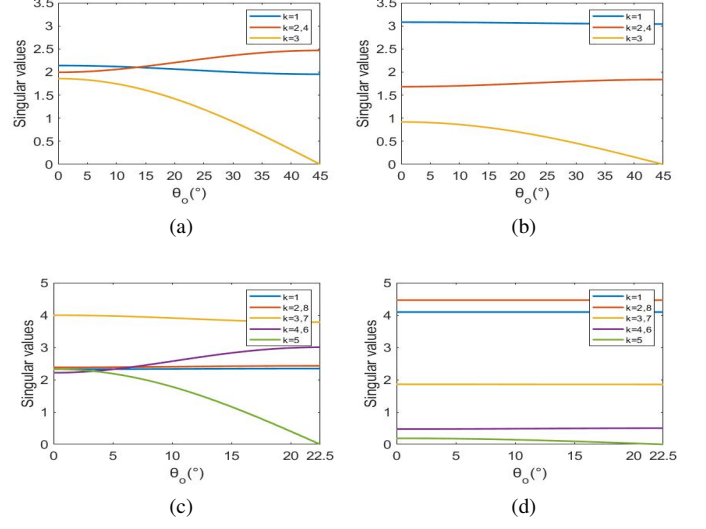 3.5
3
2.5
2
1.5
1
0.5
0
Singular values
k=1
k=2,4
k=3
0 5 10 15 20 25 30 35 40 45
θo(°)
(a)
3.5
3
2.5
2
1.5
1
0.5
0
Singular values
k=1
k=2,4
k=3
0 5 10 15 20 25 30 35 40 45
θo(°)
(b)
5
4
3
2
1
0
Singular values
k=1
k=2,8
k=3,7
k=4,6
k=5
0 5 10 15 20 22.5
θo(°)
(c)
5
4
3
2
1
0
Singular values
k=1
k=2,8
k=3,7
k=4,6
k=5
0 5 10 15 20 22.5
θo(°)
(d)